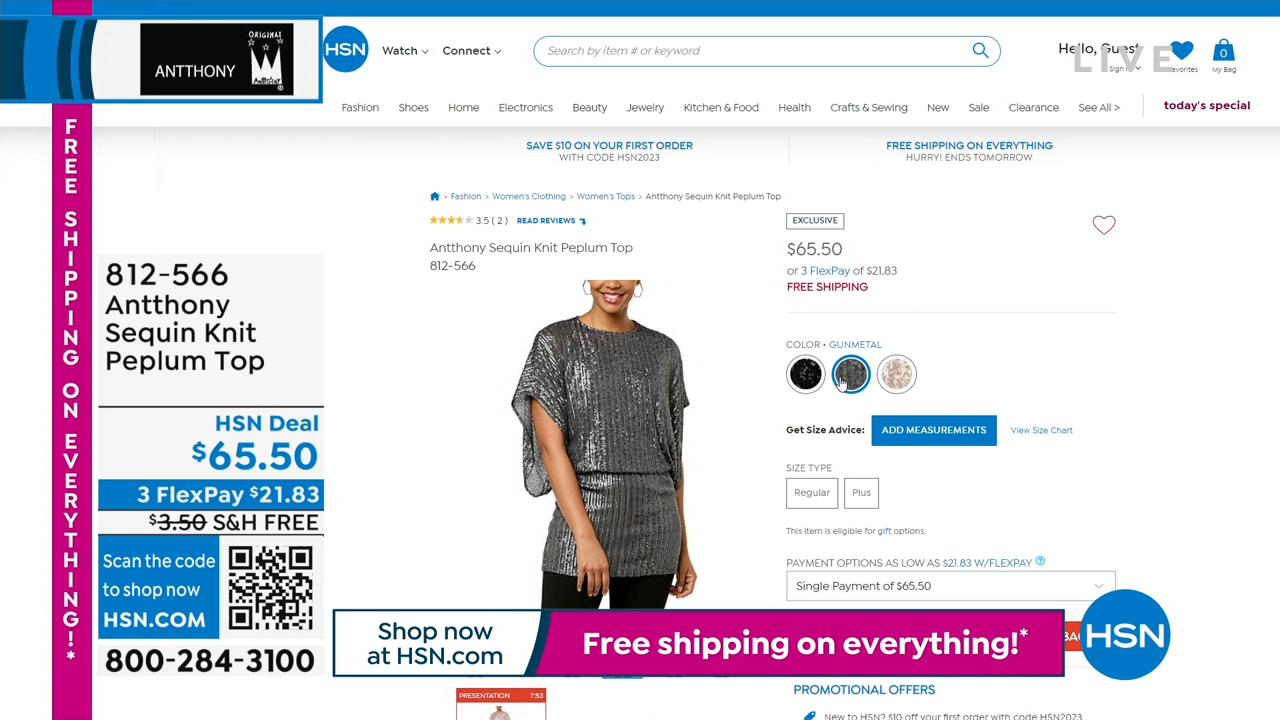 ORIGINAL
ANTTHONY
FREE SHIPPING ON EVERYTHING!*
812-566
Antthony
Sequin Knit
Peplum Top
HSN Deal
$65.50
3 FlexPay $21.83
$3.50 S&H FREE
Scan the code
to shop now
HSN.COM
800-284-3100
HSN
Watch
Connect
Search by item # or keyword
Hello, Guest
Sign In
LIVE
Favorites
0
My Bag
Fashion Shoes Home Electronics Beauty Jewelry Kitchen & Food Health Crafts & Sewing New Sale Clearance See All > today's special
SAVE $10 ON YOUR FIRST ORDER
WITH CODE HSN2023
FREE SHIPPING ON EVERYTHING
HURRY! ENDS TOMORROW
> Fashion > Women's Clothing > Women's Tops > Antthony Sequin Knit Peplum Top
3.5 ( 2 ) READ REVIEWS
Antthony Sequin Knit Peplum Top
812-566
EXCLUSIVE
$65.50
or 3 FlexPay of $21.83
FREE SHIPPING
COLOR • GUNMETAL
Get Size Advice: ADD MEASUREMENTS View Size Chart
SIZE TYPE
Regular Plus
This item is eligible for gift options.
PAYMENT OPTIONS AS LOW AS $21.83 W/FLEXPAY ?
Single Payment of $65.50
Shop now
at HSN.com
Free shipping on everything!*
HSN
PRESENTATION 7:53
PROMOTIONAL OFFERS
New to HSN? $10 off your first order with code HSN2023